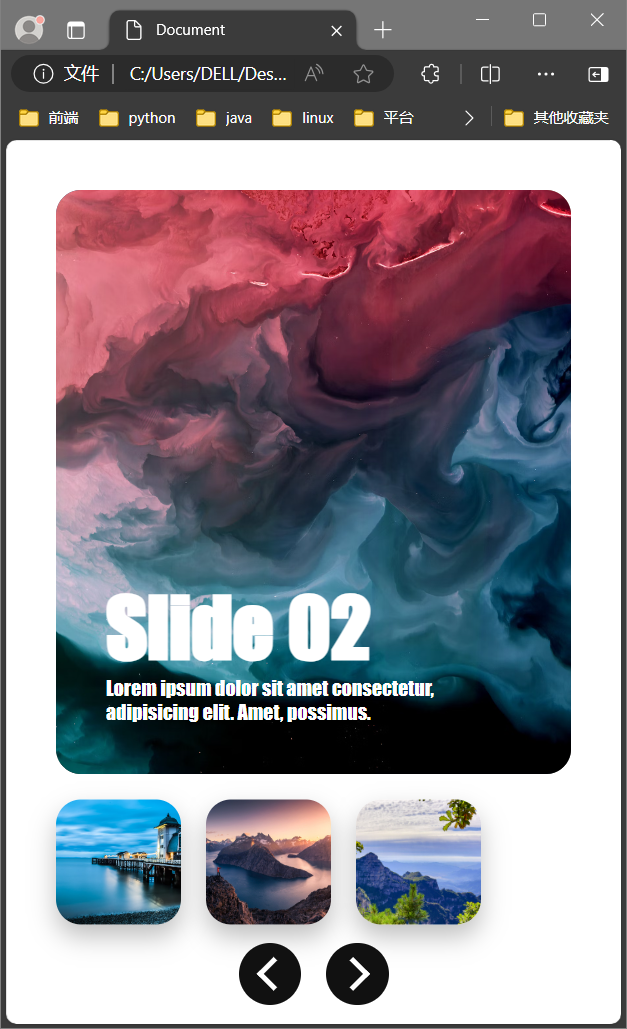 Document
文件 C:/Users/DELL/Des...
前端 python java linux 平台 其他收藏夹
Slide 02
Lorem ipsum dolor sit amet consectetur,
adipisicing elit. Amet, possimus.